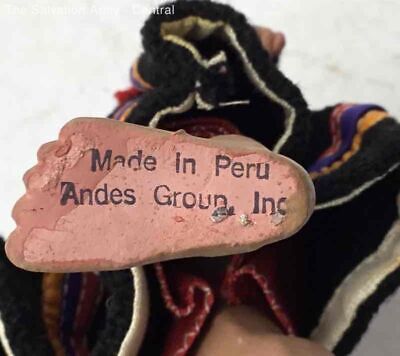 The Salvation Army - Central
Made in Peru
Andes Group, Inc